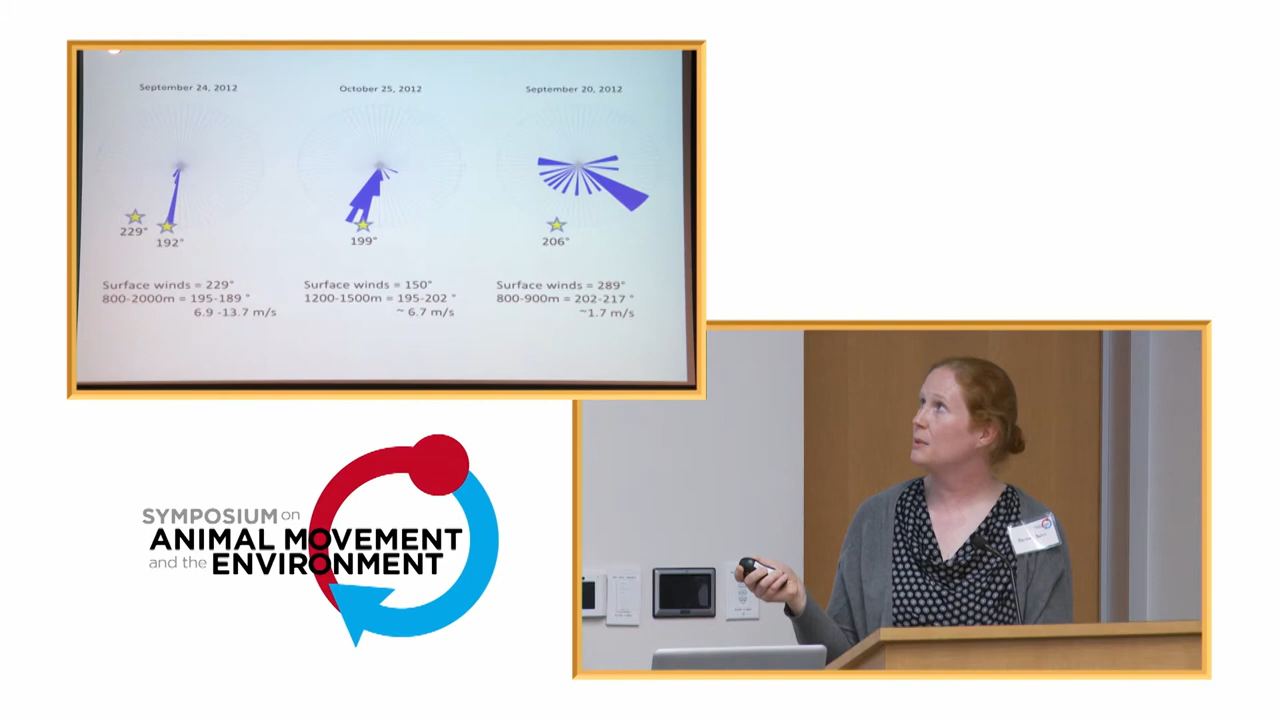 September 24, 2012
229°
192°
Surface winds = 229°
800-2000m = 195-189 °
6.9 -13.7 m/s
October 25, 2012
199°
Surface winds = 150°
1200-1500m = 195-202 °
~ 6.7 m/s
September 20, 2012
206°
Surface winds = 289°
800-900m = 202-217 °
~1.7 m/s
SYMPOSIUM on
ANIMAL MOVEMENT
and the ENVIRONMENT